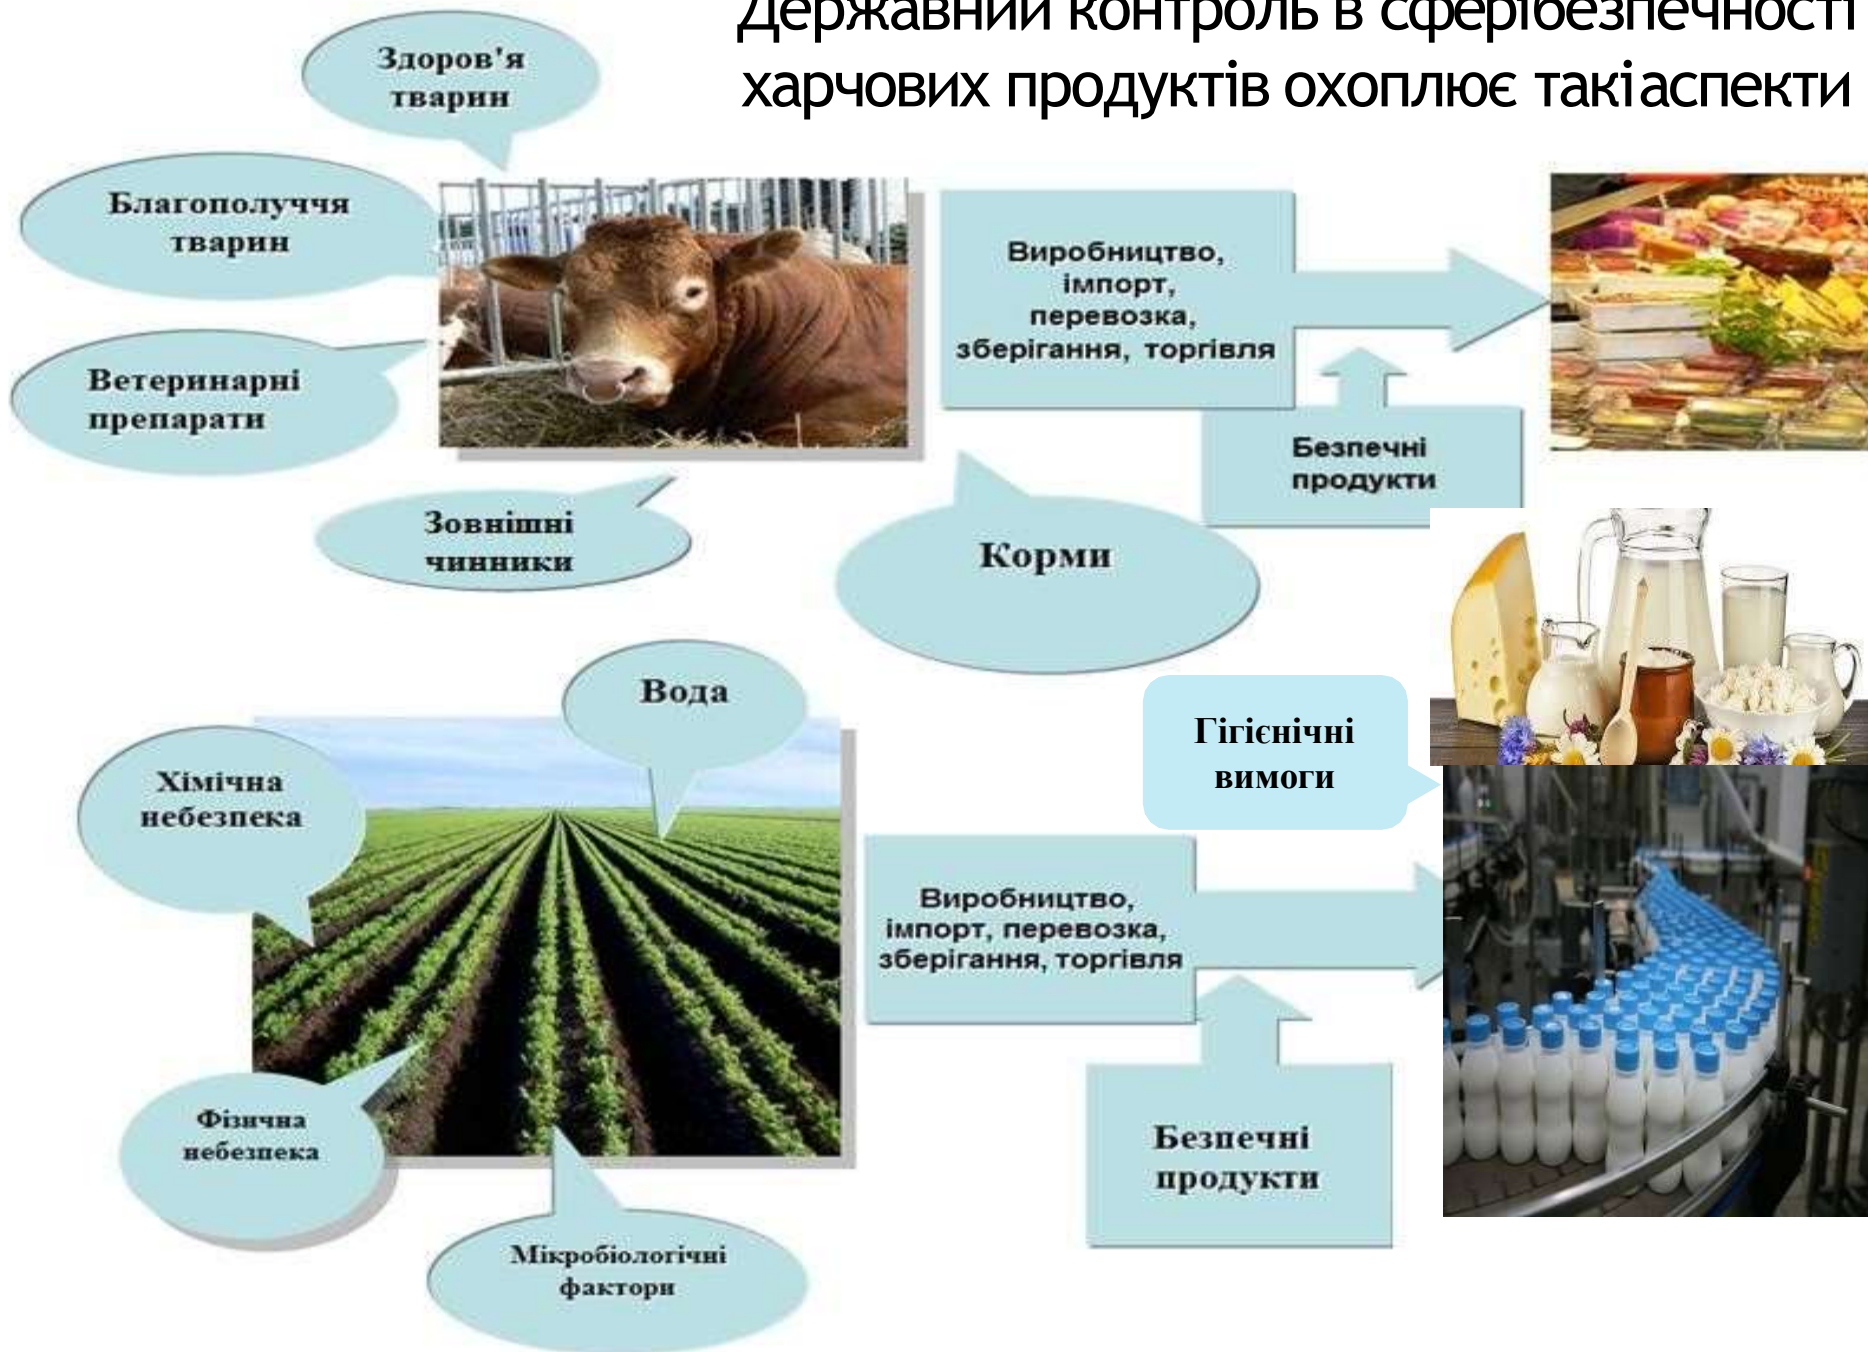 Державний контроль в сферібезпечності
харчових продуктів охоплює такіаспекти
Здоров'я
тварин
Благополуччя
тварин
Ветеринарні
препарати
Зовнішні
чинники
Корми
Виробництво,
імпорт,
перевозка,
зберігання, торгівля
Безпечні
продукти
Вода
Хімічна
небезпека
Фізична
небезпека
Мікробіологічні
фактори
Гігієнічні
вимоги
Виробництво,
імпорт, перевозка,
зберігання, торгівля
Безпечні
продукти